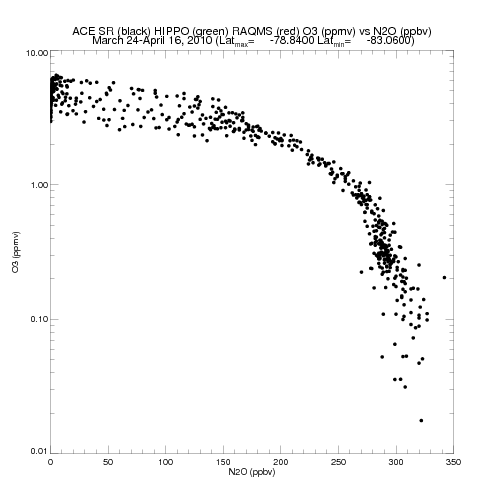 ACE SR (black) HIPPO (green) RAQMS (red) O3 (ppmv) vs N2O (ppbv)
March 24-April 16, 2010 (Latmax= -78.8400 Latmin= -83.0600)
10.00
1.00
0.10
0.01
O3 (ppmv)
0 50 100 150 200 250 300 350
N2O (ppbv)